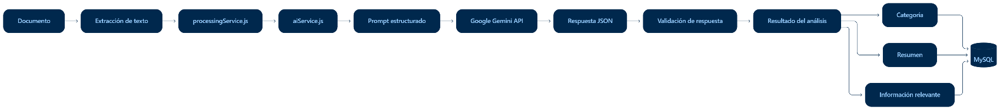 Documento
Extracción de texto
processingService.js
aiService.js
Prompt estructurado
Google Gemini API
Respuesta JSON
Validación de respuesta
Resultado del análisis
Categoría
Resumen
Información relevante
MySQL